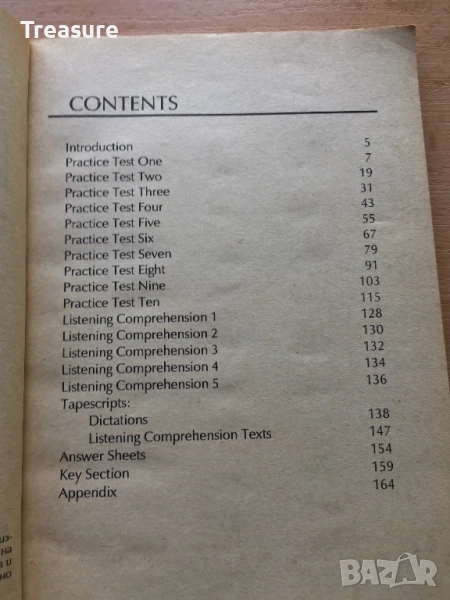 Treasure
CONTENTS
Introduction 5
Practice Test One 7
Practice Test Two 19
Practice Test Three 31
Practice Test Four 43
Practice Test Five 55
Practice Test Six 67
Practice Test Seven 79
Practice Test Eight 91
Practice Test Nine 103
Practice Test Ten 115
Listening Comprehension 1 128
Listening Comprehension 2 130
Listening Comprehension 3 132
Listening Comprehension 4 134
Listening Comprehension 5 136
Tapescripts:
Dictations 138
Listening Comprehension Texts 147
Answer Sheets 154
Key Section 159
Appendix 164
на
BAZAR